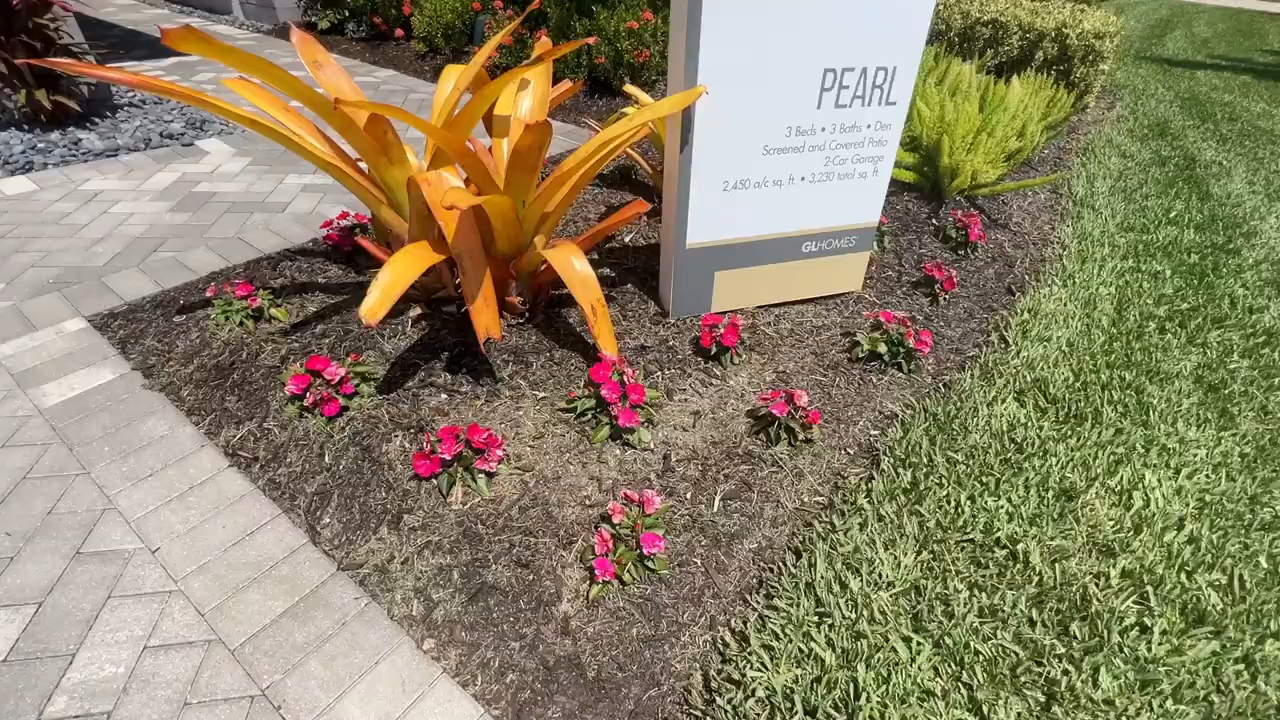 PEARL
3 Beds • 3 Baths • Den
Screened and Covered Patio
2-Car Garage
2,450 a/c sq. ft. • 3,230 total sq. ft.
GLHOMES